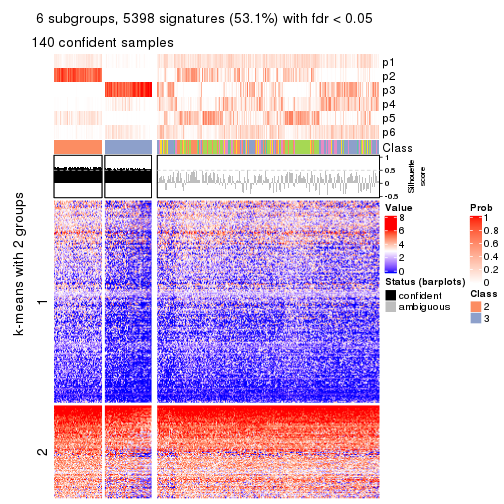 6 subgroups, 5398 signatures (53.1%) with fdr < 0.05
140 confident samples
p1
p2
p3
p4
p5
p6
Class
1
0.5
0
-0.5
Silhouette
score
k-means with 2 groups
1
2
Value
8
6
4
2
0
Status (barplots)
confident
ambiguous
Prob
1
0.8
0.6
0.4
0.2
0
Class
2
3